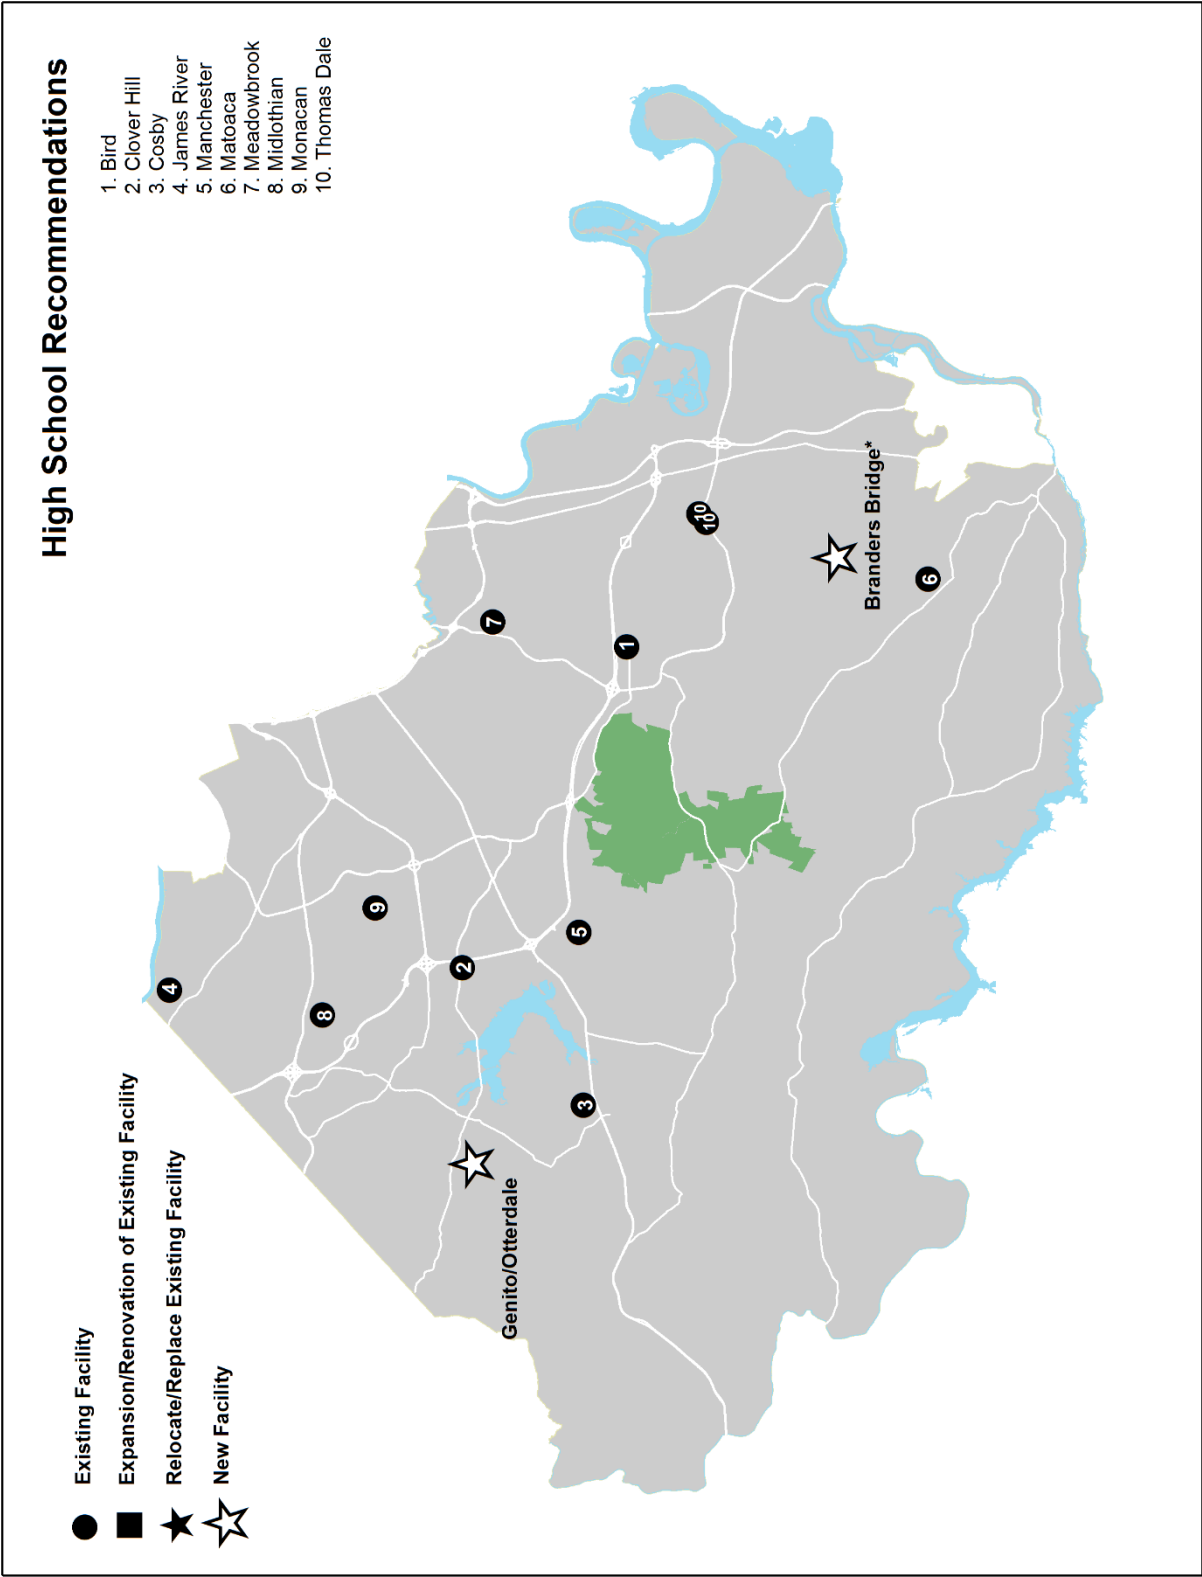 High School Recommendations
Existing Facility
Expansion/Renovation of Existing Facility
Relocate/Replace Existing Facility
New Facility
1. Bird
2. Clover Hill
3. Cosby
4. James River
5. Manchester
6. Matoaca
7. Meadowbrook
8. Midlothian
9. Monacan
10. Thomas Dale
4
8
9
2
5
3
7
1
10
10
6
Genito/Otterdale
Branders Bridge*